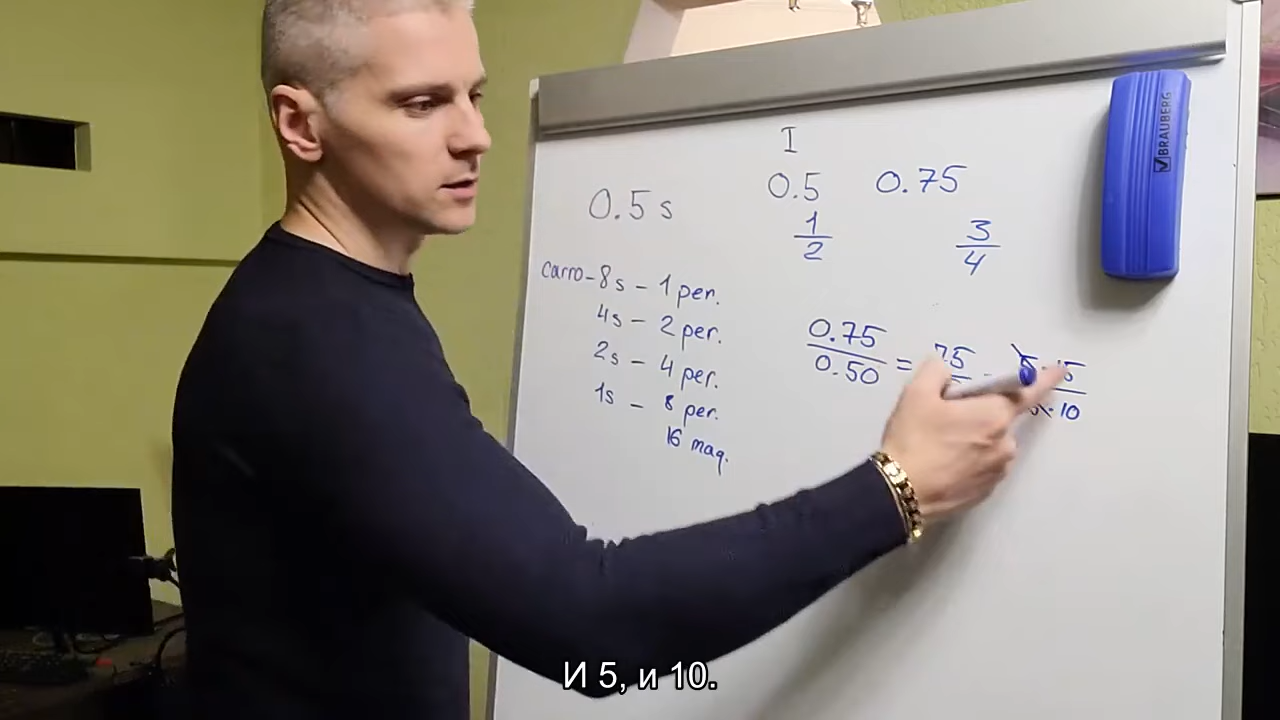 I
0.5 s
0.5
0.75
1
2
3
4
carro - 8s - 1 per.
4s - 2 per.
2s - 4 per.
1s - 8 per.
16 maq.
0.75
0.50
=
75
10
BRAUBERG
И 5, и 10.